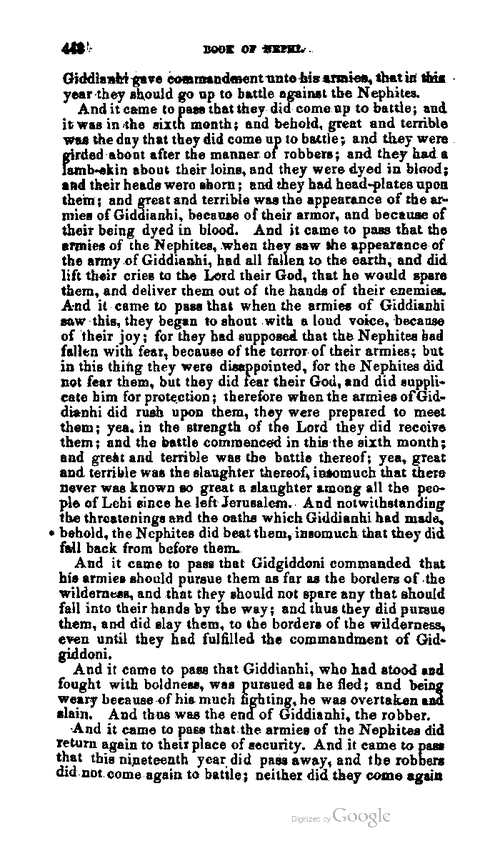 448 BOOK OF NEPHI.
Giddianhi gave commandment unto his armies, that in this
year they should go up to battle against the Nephites.
And it came to pass that they did come up to battle; and
it was in the sixth month; and behold, great and terrible
was the day that they did come up to battle; and they were
girded about after the manner of robbers; and they had a
lamb-skin about their loins, and they were dyed in blood;
and their heads were shorn; and they had head-plates upon
them; and great and terrible was the appearance of the ar-
mies of Giddianhi, because of their armor, and because of
their being dyed in blood. And it came to pass that the
armies of the Nephites, when they saw the appearance of
the army of Giddianhi, had all fallen to the earth, and did
lift their cries to the Lord their God, that he would spare
them, and deliver them out of the hands of their enemies.
And it came to pass that when the armies of Giddianhi
saw this, they began to shout with a loud voice, because
of their joy; for they had supposed that the Nephites had
fallen with fear, because of the terror of their armies; but
in this thing they were disappointed, for the Nephites did
not fear them, but they did fear their God, and did suppli-
cate him for protection; therefore when the armies of Gid-
dianhi did rush upon them, they were prepared to meet
them; yea, in the strength of the Lord they did receive
them; and the battle commenced in this the sixth month;
and great and terrible was the battle thereof; yea, great
and terrible was the slaughter thereof, insomuch that there
never was known so great a slaughter among all the peo-
ple of Lehi since he left Jerusalem. And notwithstanding
the threatenings and the oaths which Giddianhi had made,
behold, the Nephites did beat them, insomuch that they did
fall back from before them.
And it came to pass that Gidgiddoni commanded that
his armies should pursue them as far as the borders of the
wilderness, and that they should not spare any that should
fall into their hands by the way; and thus they did pursue
them, and did slay them, to the borders of the wilderness,
even until they had fulfilled the commandment of Gid-
giddoni.
And it came to pass that Giddianhi, who had stood and
fought with boldness, was pursued as he fled; and being
weary because of his much fighting, he was overtaken and
slain. And thus was the end of Giddianhi, the robber.
And it came to pass that the armies of the Nephites did
return again to their place of security. And it came to pass
that this nineteenth year did pass away, and the robbers
did not come again to battle; neither did they come again
Digitized by Google